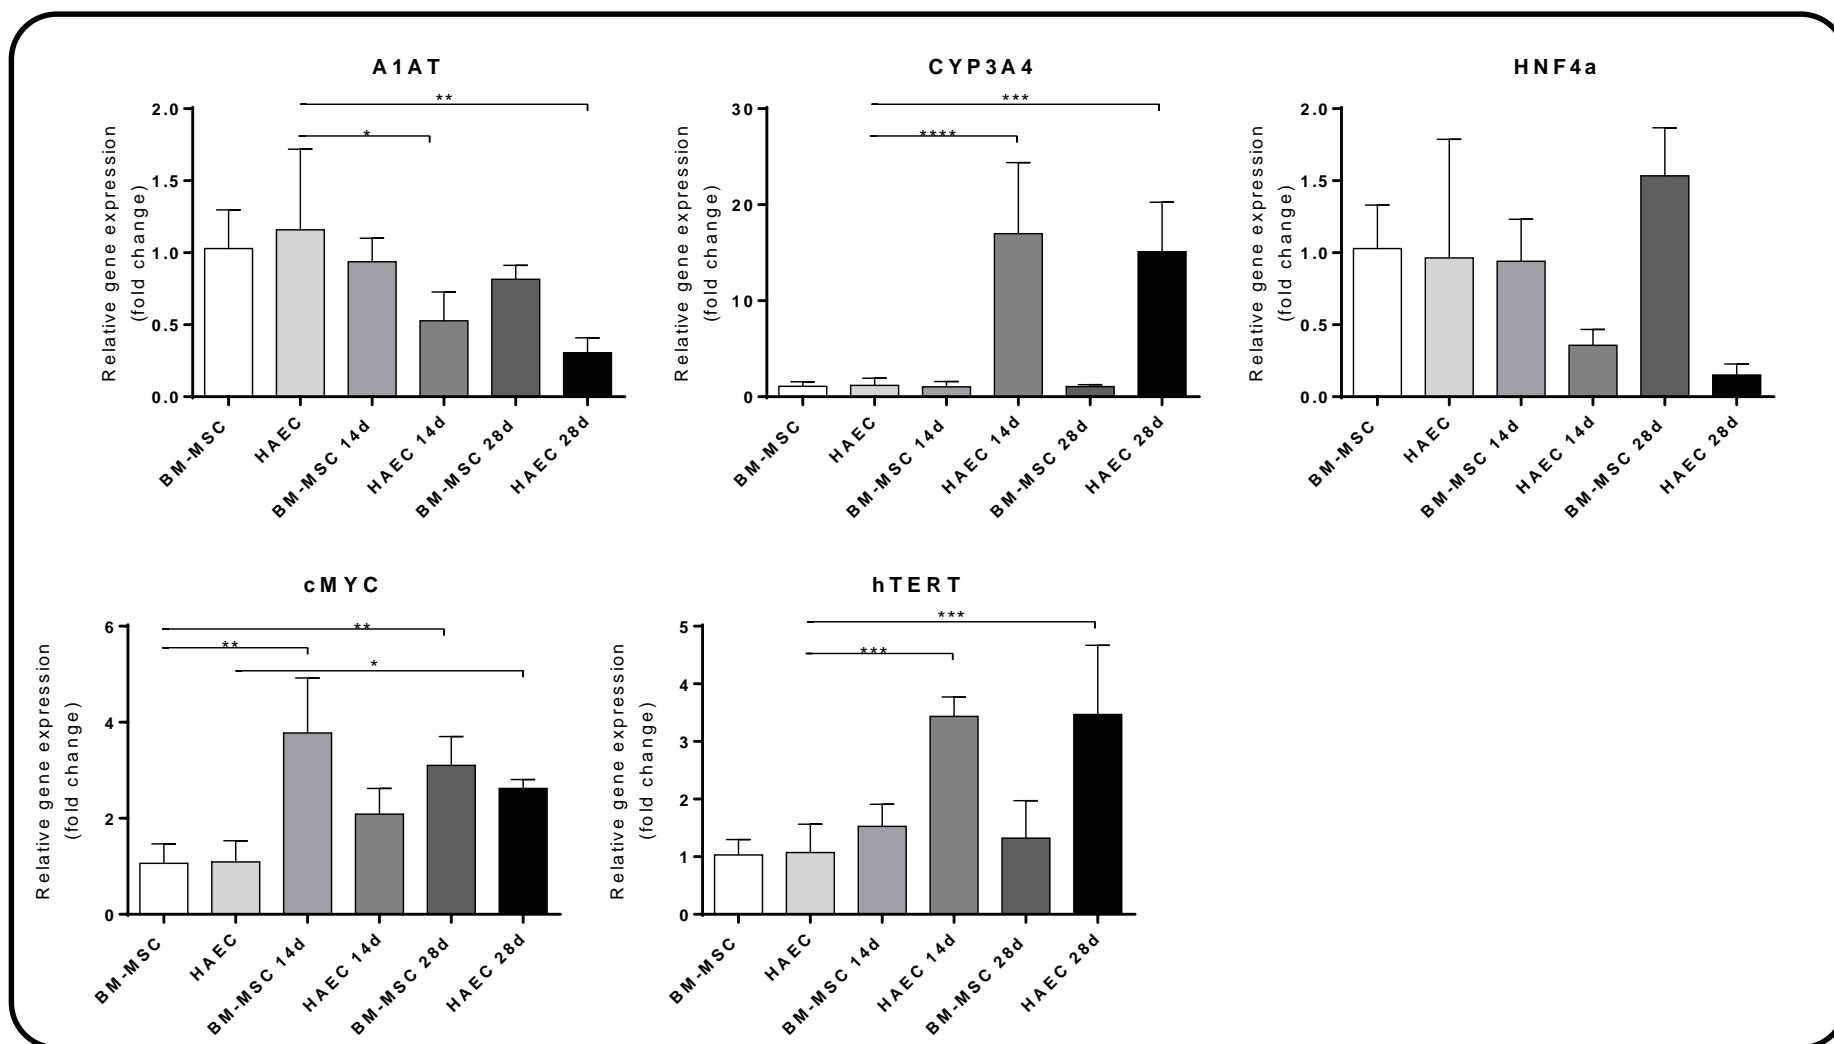 A1AT
Relative gene expression
(fold change)
2.0
1.5
1.0
0.5
0.0
**
*
BM-MSC
HAEC
BM-MSC 14d
HAEC 14d
BM-MSC 28d
HAEC 28d
CYP3A4
Relative gene expression
(fold change)
30
20
10
0
***
****
BM-MSC
HAEC
BM-MSC 14d
HAEC 14d
BM-MSC 28d
HAEC 28d
HNF4a
Relative gene expression
(fold change)
2.0
1.5
1.0
0.5
0.0
BM-MSC
HAEC
BM-MSC 14d
HAEC 14d
BM-MSC 28d
HAEC 28d
cMYC
Relative gene expression
(fold change)
6
4
2
0
**
**
*
BM-MSC
HAEC
BM-MSC 14d
HAEC 14d
BM-MSC 28d
HAEC 28d
hTERT
Relative gene expression
(fold change)
5
4
3
2
1
0
***
***
BM-MSC
HAEC
BM-MSC 14d
HAEC 14d
BM-MSC 28d
HAEC 28d